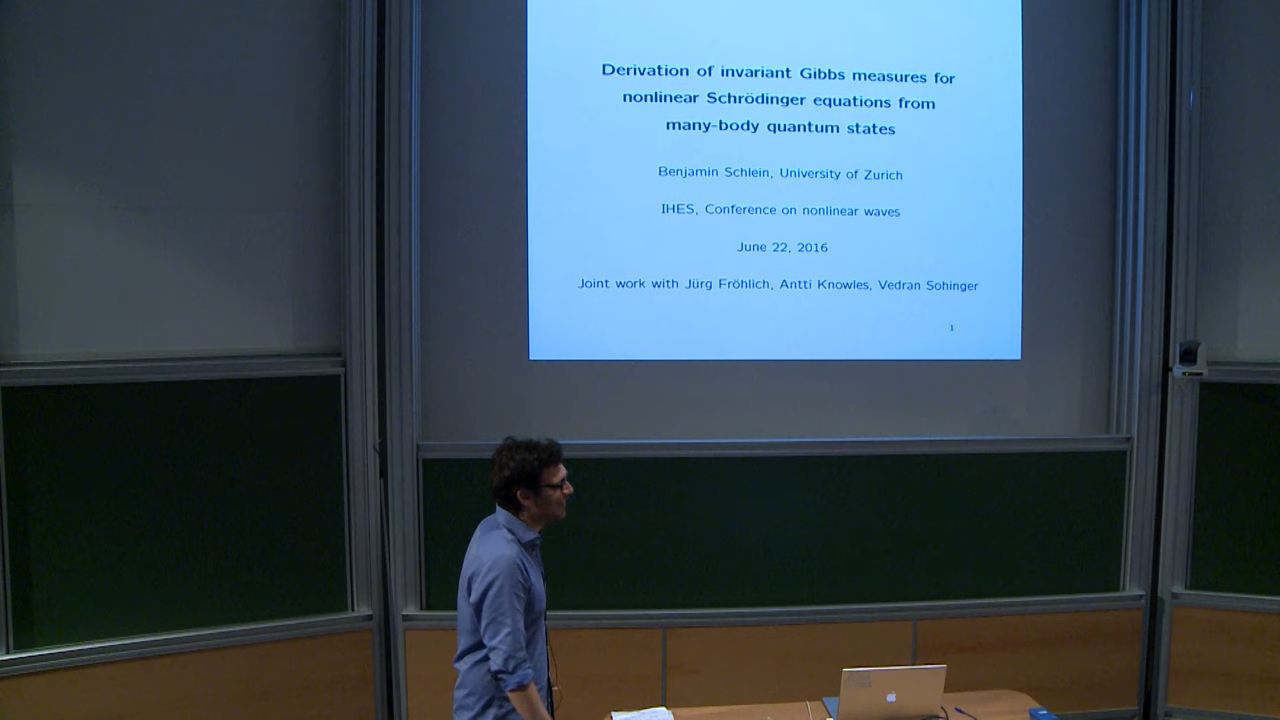 Derivation of invariant Gibbs measures for
nonlinear Schrödinger equations from
many-body quantum states
Benjamin Schlein, University of Zurich
IHES, Conference on nonlinear waves
June 22, 2016
Joint work with Jürg Fröhlich, Antti Knowles, Vedran Sohinger
1